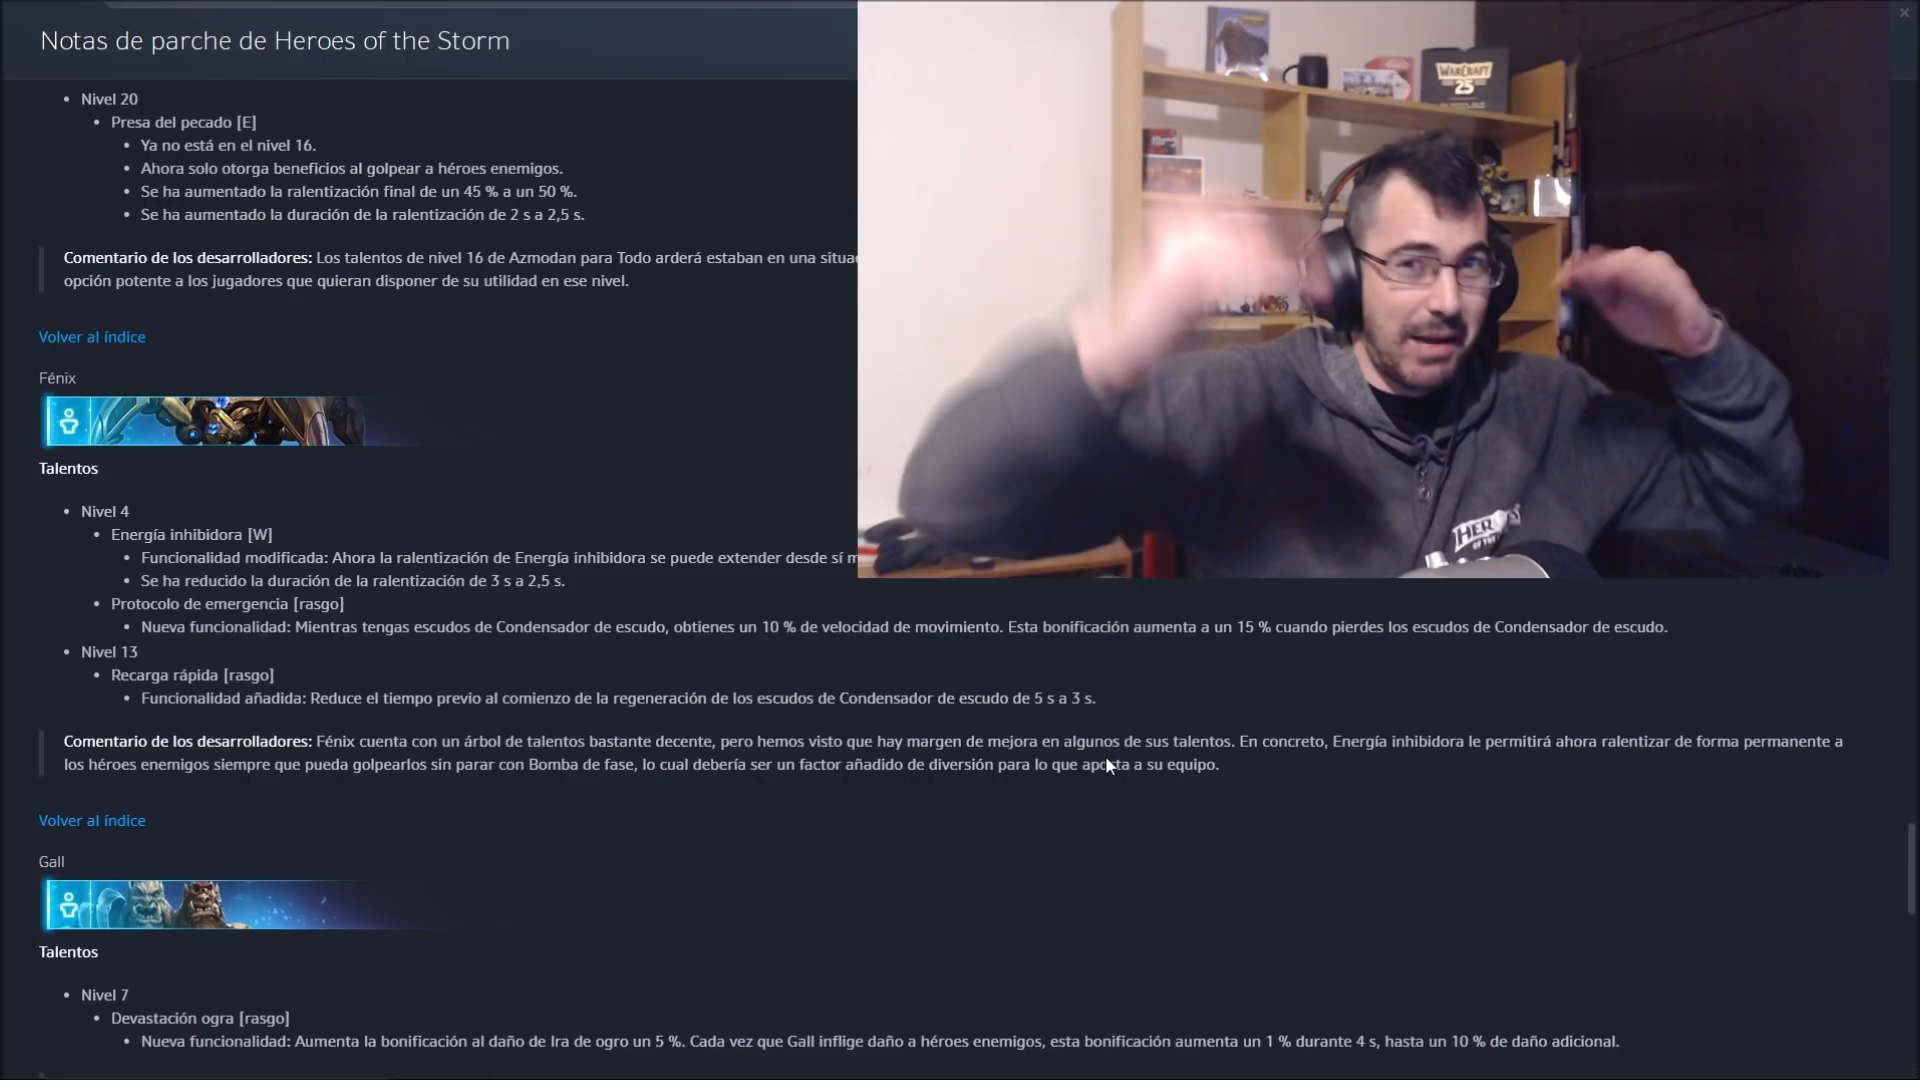 Notas de parche de Heroes of the Storm
WARCRAFT
25
Nivel 20
Presa del pecado [E]
Ya no está en el nivel 16.
Ahora solo otorga beneficios al golpear a héroes enemigos.
Se ha aumentado la ralentización final de un 45 % a un 50 %.
Se ha aumentado la duración de la ralentización de 2 s a 2,5 s.
Comentario de los desarrolladores: Los talentos de nivel 16 de Azmodan para Todo arderá estaban en una
opción potente a los jugadores que quieran disponer de su utilidad en ese nivel.
Volver al índice
Fénix
Talentos
Nivel 4
Energía inhibidora [W]
Funcionalidad modificada: Ahora la ralentización de Energía inhibidora se puede extender desde sí
Se ha reducido la duración de la ralentización de 3 s a 2,5 s.
Protocolo de emergencia [rasgo]
Nueva funcionalidad: Mientras tengas escudos de Condensador de escudo, obtienes un 10 % de velocidad de movimiento. Esta bonificación aumenta a un 15 % cuando pierdes los escudos de Condensador de escudo.
Nivel 13
Recarga rápida [rasgo]
Funcionalidad añadida: Reduce el tiempo previo al comienzo de la regeneración de los escudos de Condensador de escudo de 5 s a 3 s.
Comentario de los desarrolladores: Fénix cuenta con un árbol de talentos bastante decente, pero hemos visto que hay margen de mejora en algunos de sus talentos. En concreto, Energía inhibidora le permitirá ahora ralentizar de forma permanente a
los héroes enemigos siempre que pueda golpearlos sin parar con Bomba de fase, lo cual debería ser un factor añadido de diversión para lo que aporta a su equipo.
Volver al índice
Gall
Talentos
Nivel 7
Devastación ogra [rasgo]
Nueva funcionalidad: Aumenta la bonificación al daño de Ira de ogro un 5 %. Cada vez que Gall inflige daño a héroes enemigos, esta bonificación aumenta un 1 % durante 4 s, hasta un 10 % de daño adicional.